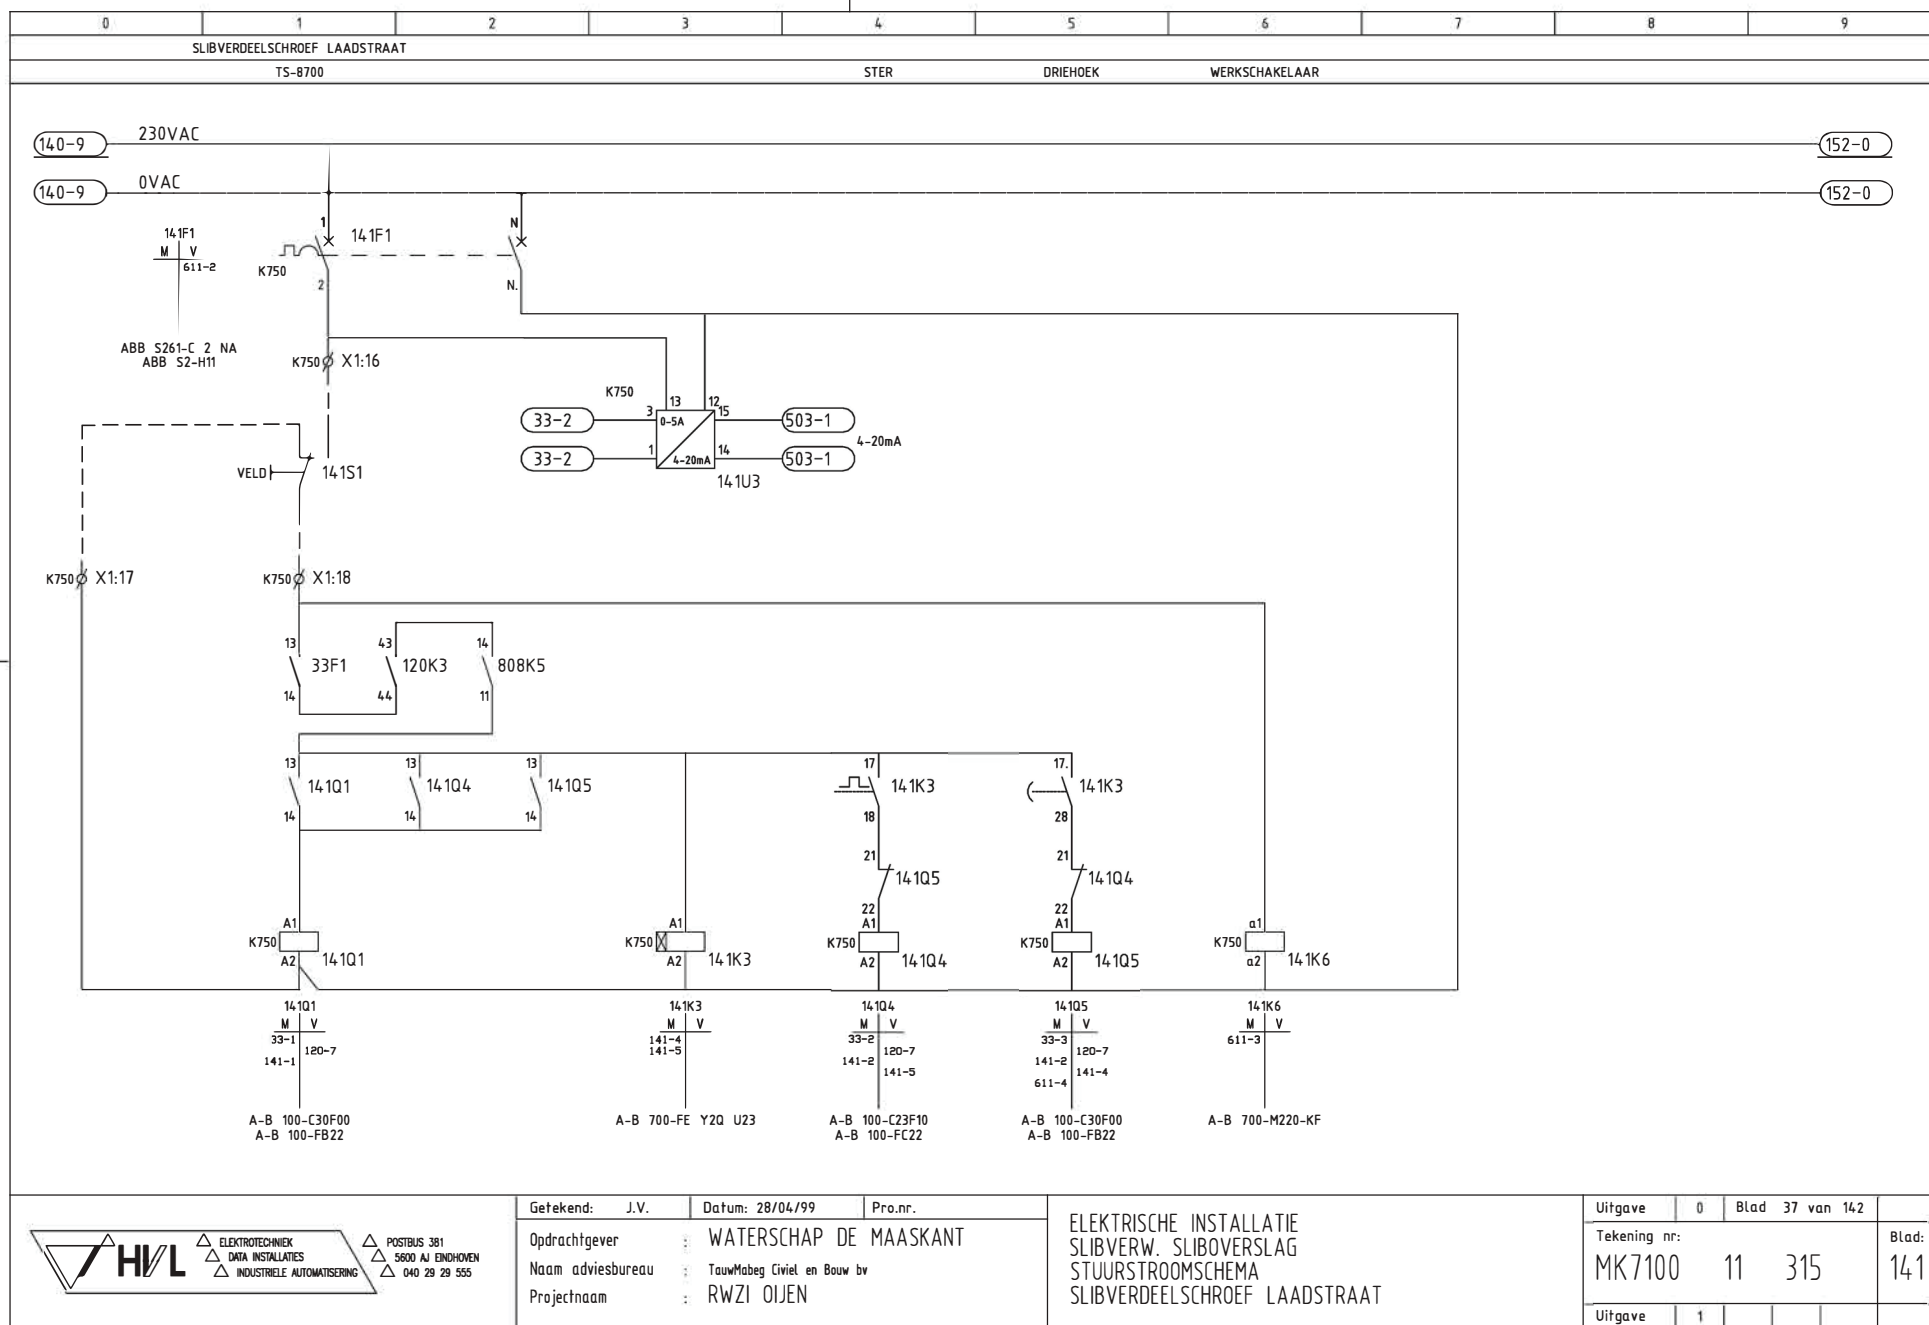 0 1 2 3 4 5 6 7 8 9
SLIBVERDEELSCHROEF LAADSTRAAT
TS-8700 STER DRIEHOEK WERKSCHAKELAAR
140-9 230VAC 152-0
140-9 0VAC 152-0
1 141F1 N
141F1
M V
611-2
K750
2 N.
ABB S261-C 2 NA
ABB S2-H11
K750 X1:16
K750
13 12
33-2 3 0-5A 15 503-1
4-20mA
33-2 1 4-20mA 14 503-1
141U3
VELD 141S1
K750 X1:17 K750 X1:18
13 43 14
33F1 120K3 808K5
14 44 11
13 13 13 17 17.
141Q1 141Q4 141Q5 141K3 141K3
14 14 14 18 28
21 21
141Q5 141Q4
22 22
A1 A1 A1 A1 a1
K750 K750 K750 K750 K750
A2 141Q1 A2 141K3 A2 141Q4 A2 141Q5 a2 141K6
141Q1 141K3 141Q4 141Q5 141K6
M V M V M V M V M V
33-1 141-4 33-2 33-3 611-3
120-7 141-5 120-7 120-7
141-1 141-2 141-2
141-5 141-4
611-4
A-B 100-C30F00 A-B 700-FE Y2Q U23 A-B 100-C23F10 A-B 100-C30F00 A-B 700-M220-KF
A-B 100-FB22 A-B 100-FC22 A-B 100-FB22
HVL
ELEKTROTECHNIEK
DATA INSTALLATIES
INDUSTRIELE AUTOMATISERING
POSTBUS 381
5600 AJ EINDHOVEN
040 29 29 555
Getekend: J.V. Datum: 28/04/99 Pro.nr.
Opdrachtgever : WATERSCHAP DE MAASKANT
Naam adviesbureau : TauwMabeg Civiel en Bouw bv
Projectnaam : RWZI OIJEN
ELEKTRISCHE INSTALLATIE
SLIBVERW. SLIBOVERSLAG
STUURSTROOMSCHEMA
SLIBVERDEELSCHROEF LAADSTRAAT
Uitgave 0 Blad 37 van 142
Tekening nr: Blad:
MK7100 11 315 141
Uitgave 1